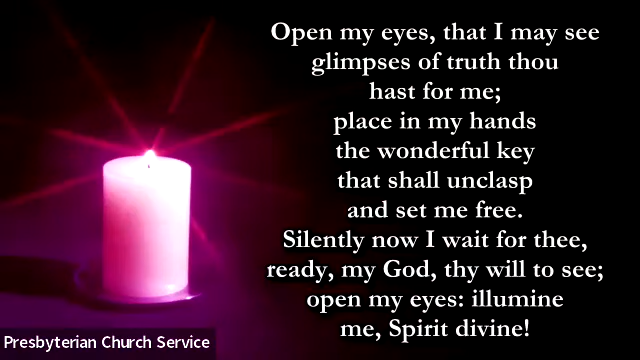 Open my eyes, that I may see
glimpses of truth thou
hast for me;
place in my hands
the wonderful key
that shall unclasp
and set me free.
Silently now I wait for thee,
ready, my God, thy will to see;
open my eyes: illumine
me, Spirit divine!
Presbyterian Church Service